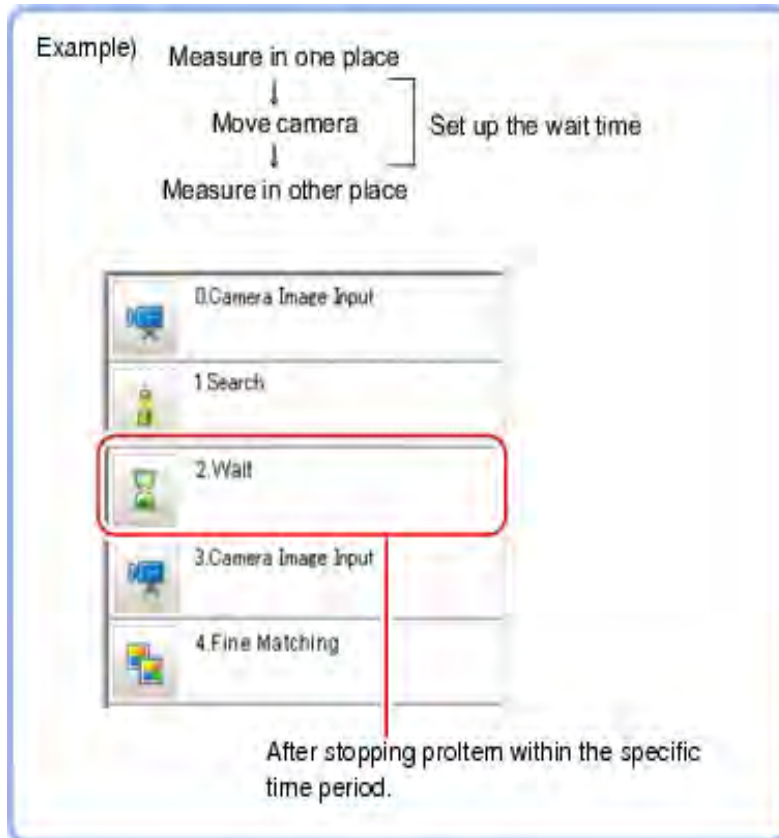 Example)
Measure in one place
↓
Move camera
Set up the wait time
↓
Measure in other place
0.Camera Image Input
1.Search
2.Wait
3.Camera Image Input
4.Fine Matching
After stopping proltem within the specific
time period.